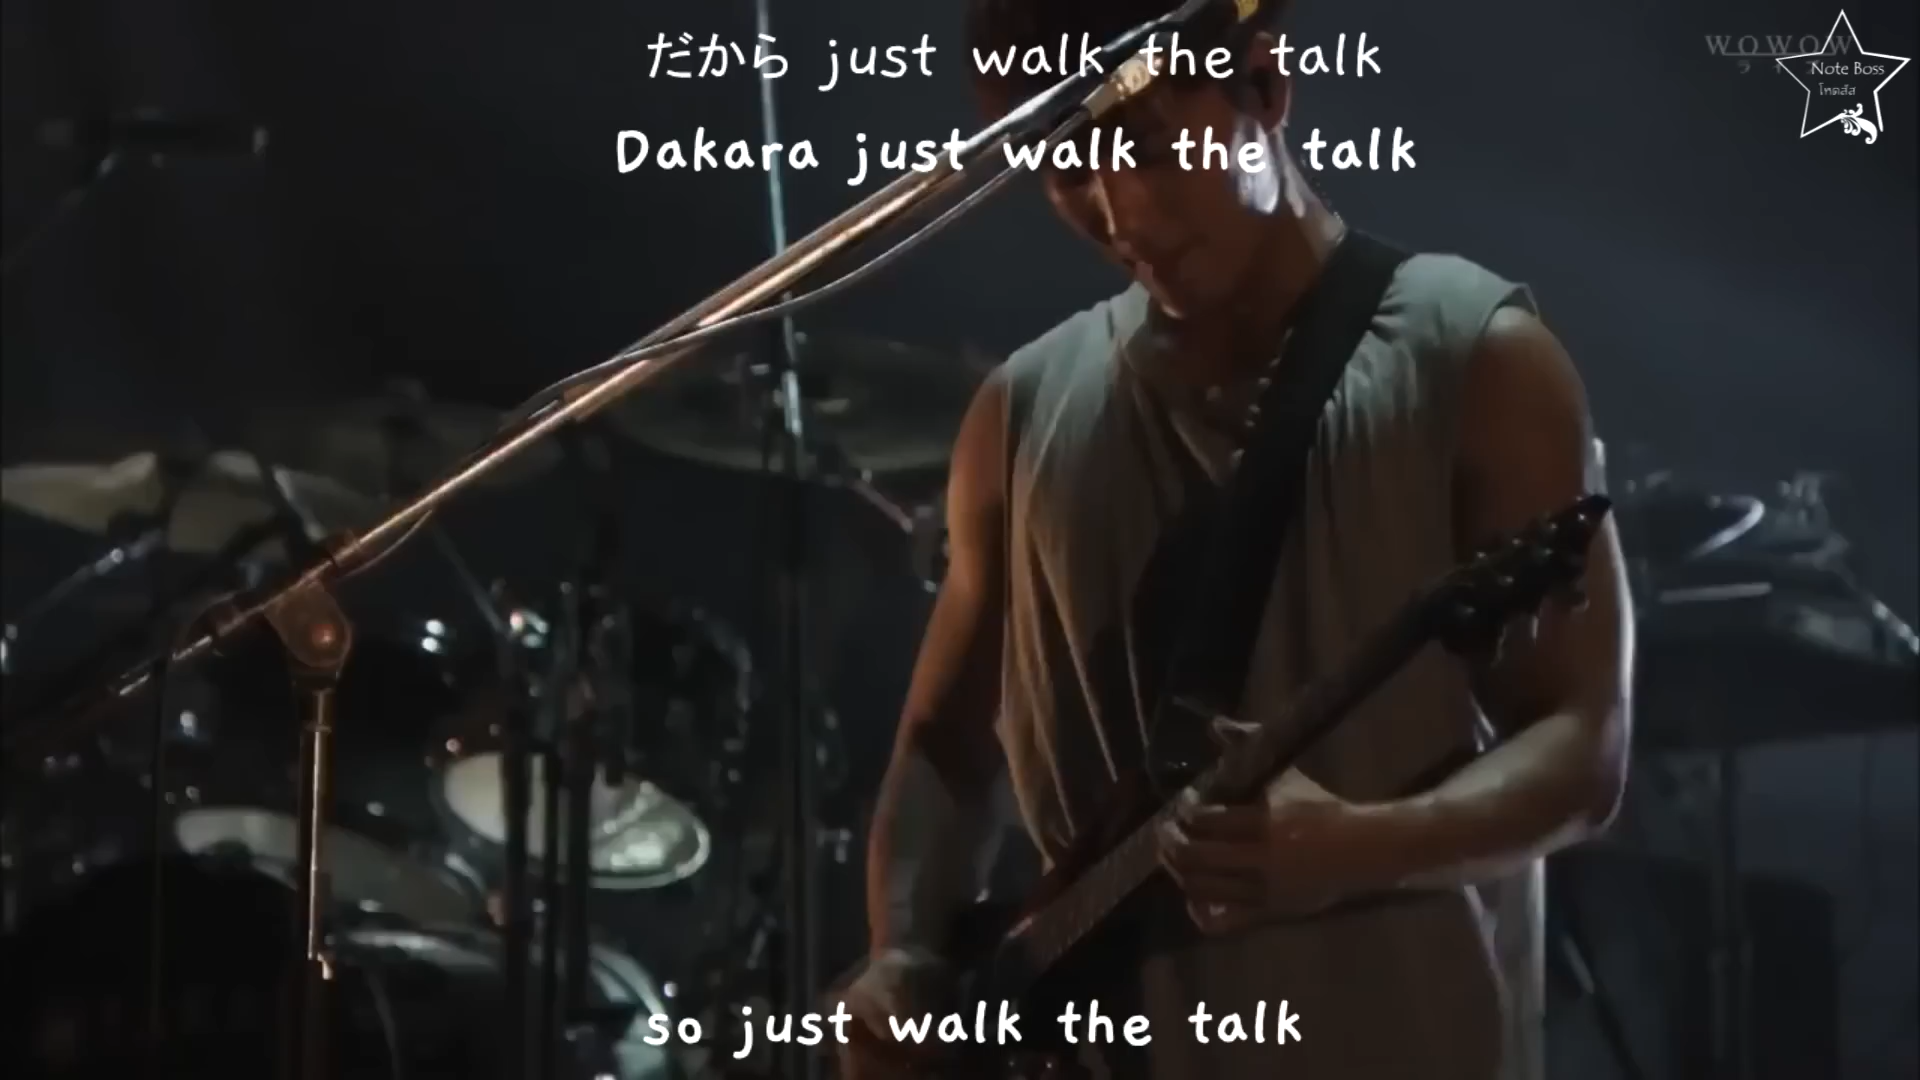 だから just walk the talk
Dakara just walk the talk
WOWOW
Note Boss
so just walk the talk